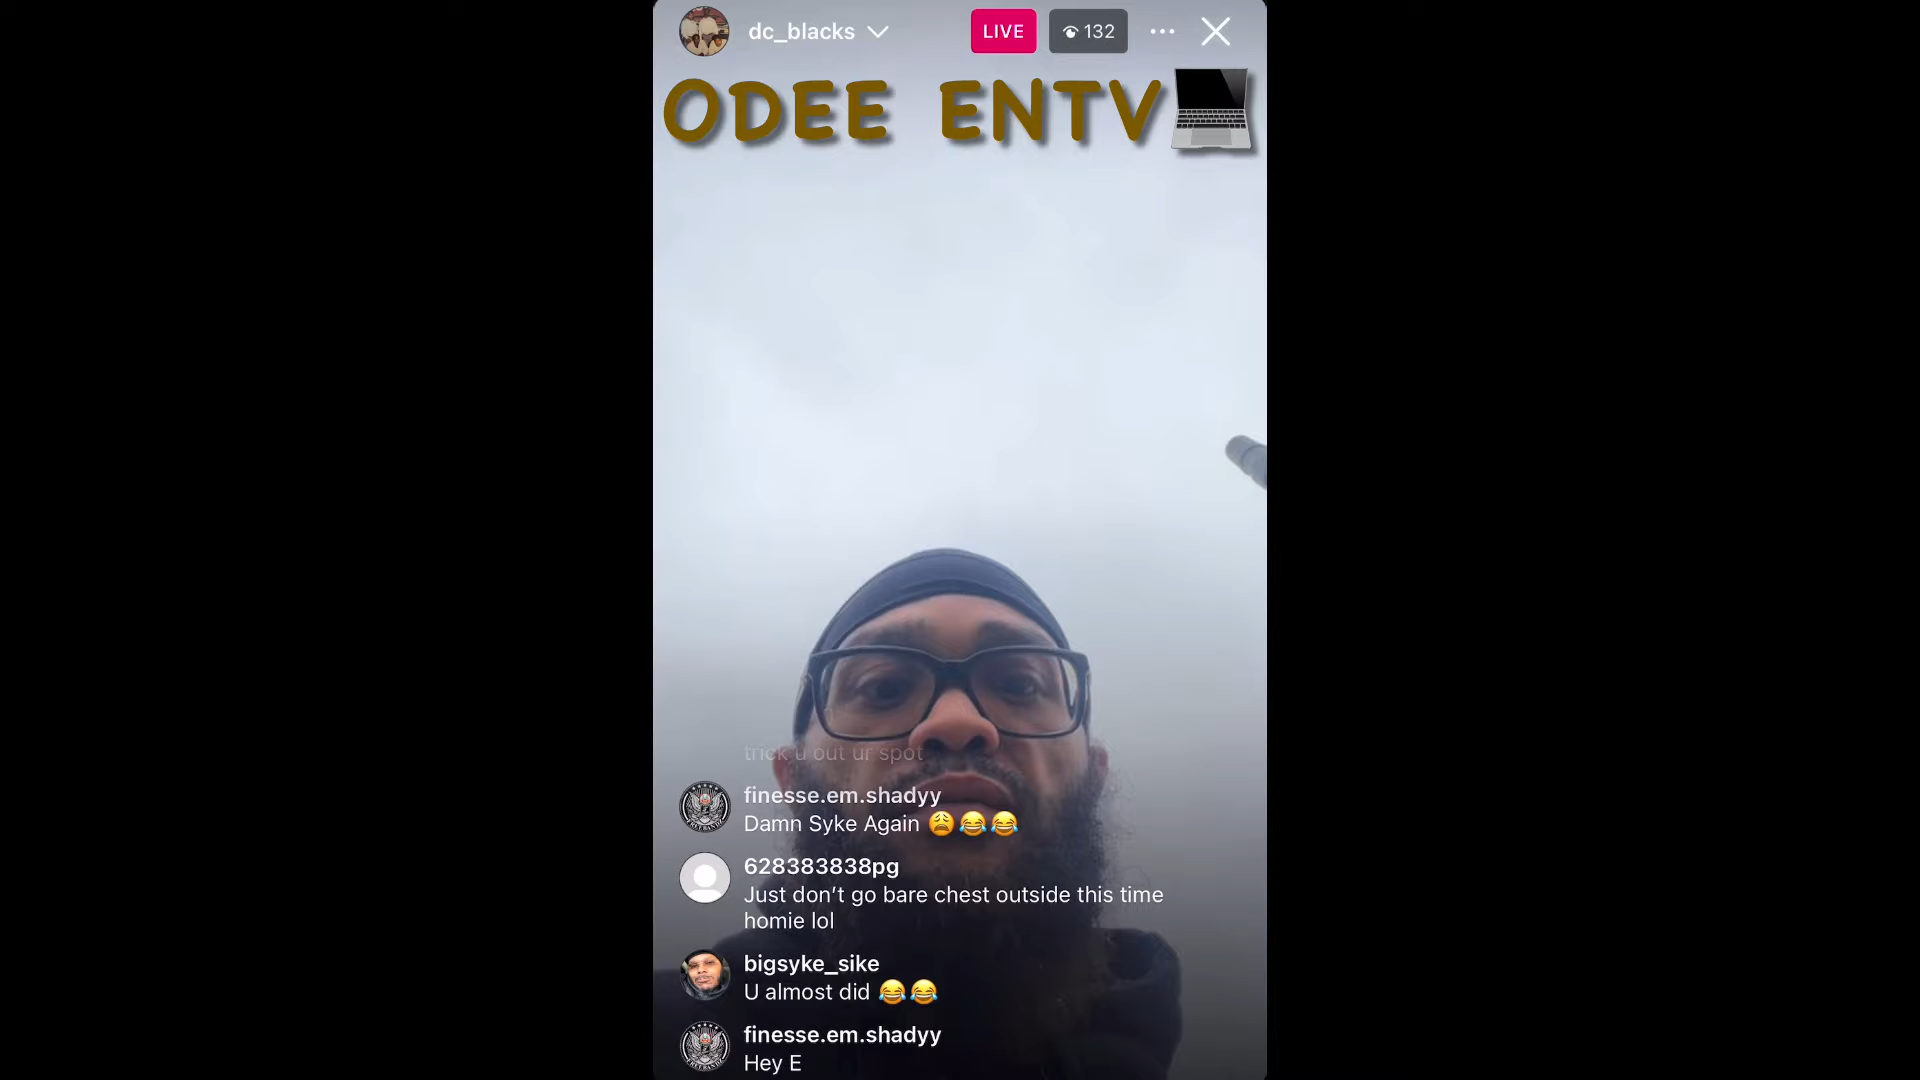 dc_blacks
LIVE
132
ODEE ENTV
trick u out ur spot
finesse.em.shadyy
Damn Syke Again 😩😂😂
628383838pg
Just don’t go bare chest outside this time
homie lol
bigsyke_sike
U almost did 😂😂
finesse.em.shadyy
Hey E